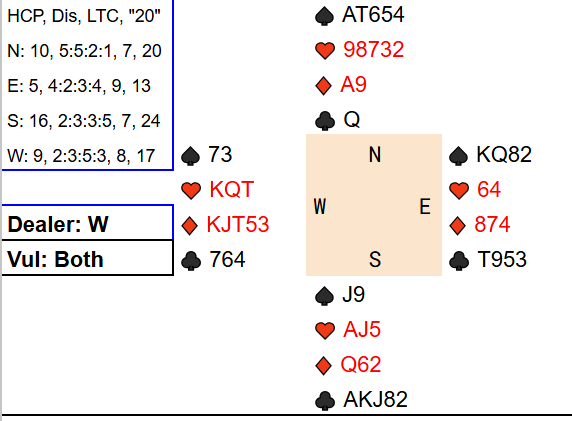 HCP, Dis, LTC, "20"
N: 10, 5:5:2:1, 7, 20
E: 5, 4:2:3:4, 9, 13
S: 16, 2:3:3:5, 7, 24
W: 9, 2:3:5:3, 8, 17
Dealer: W
Vul: Both
♠ AT654
♥ 98732
♦ A9
♣ Q
♠ 73
♥ KQT
♦ KJT53
♣ 764
N
W E
S
♠ KQ82
♥ 64
♦ 874
♣ T953
♠ J9
♥ AJ5
♦ Q62
♣ AKJ82